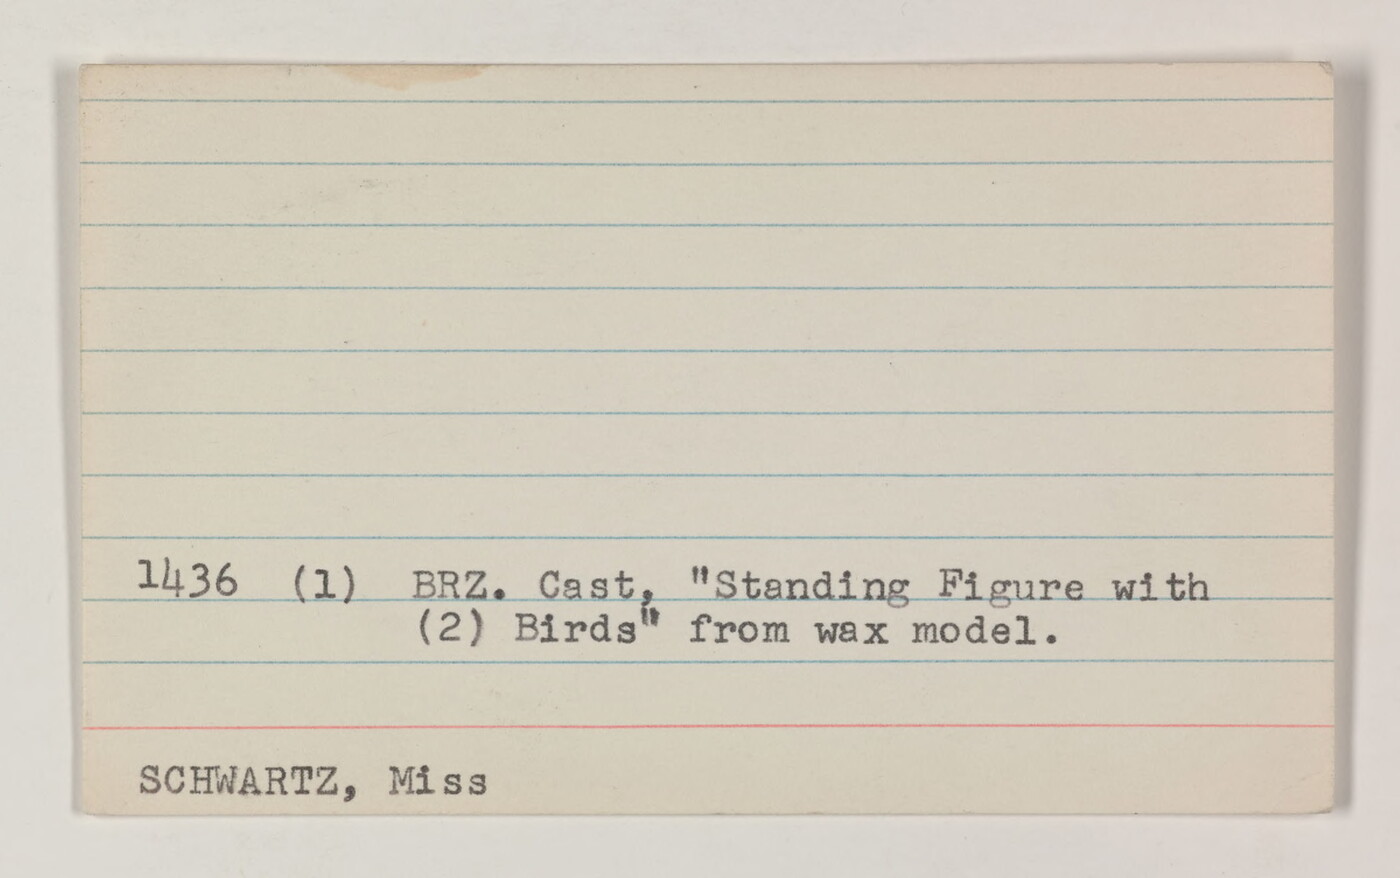 1436 (1) BRZ. Cast, "Standing Figure with
(2) Birds" from wax model.
SCHWARTZ, Miss